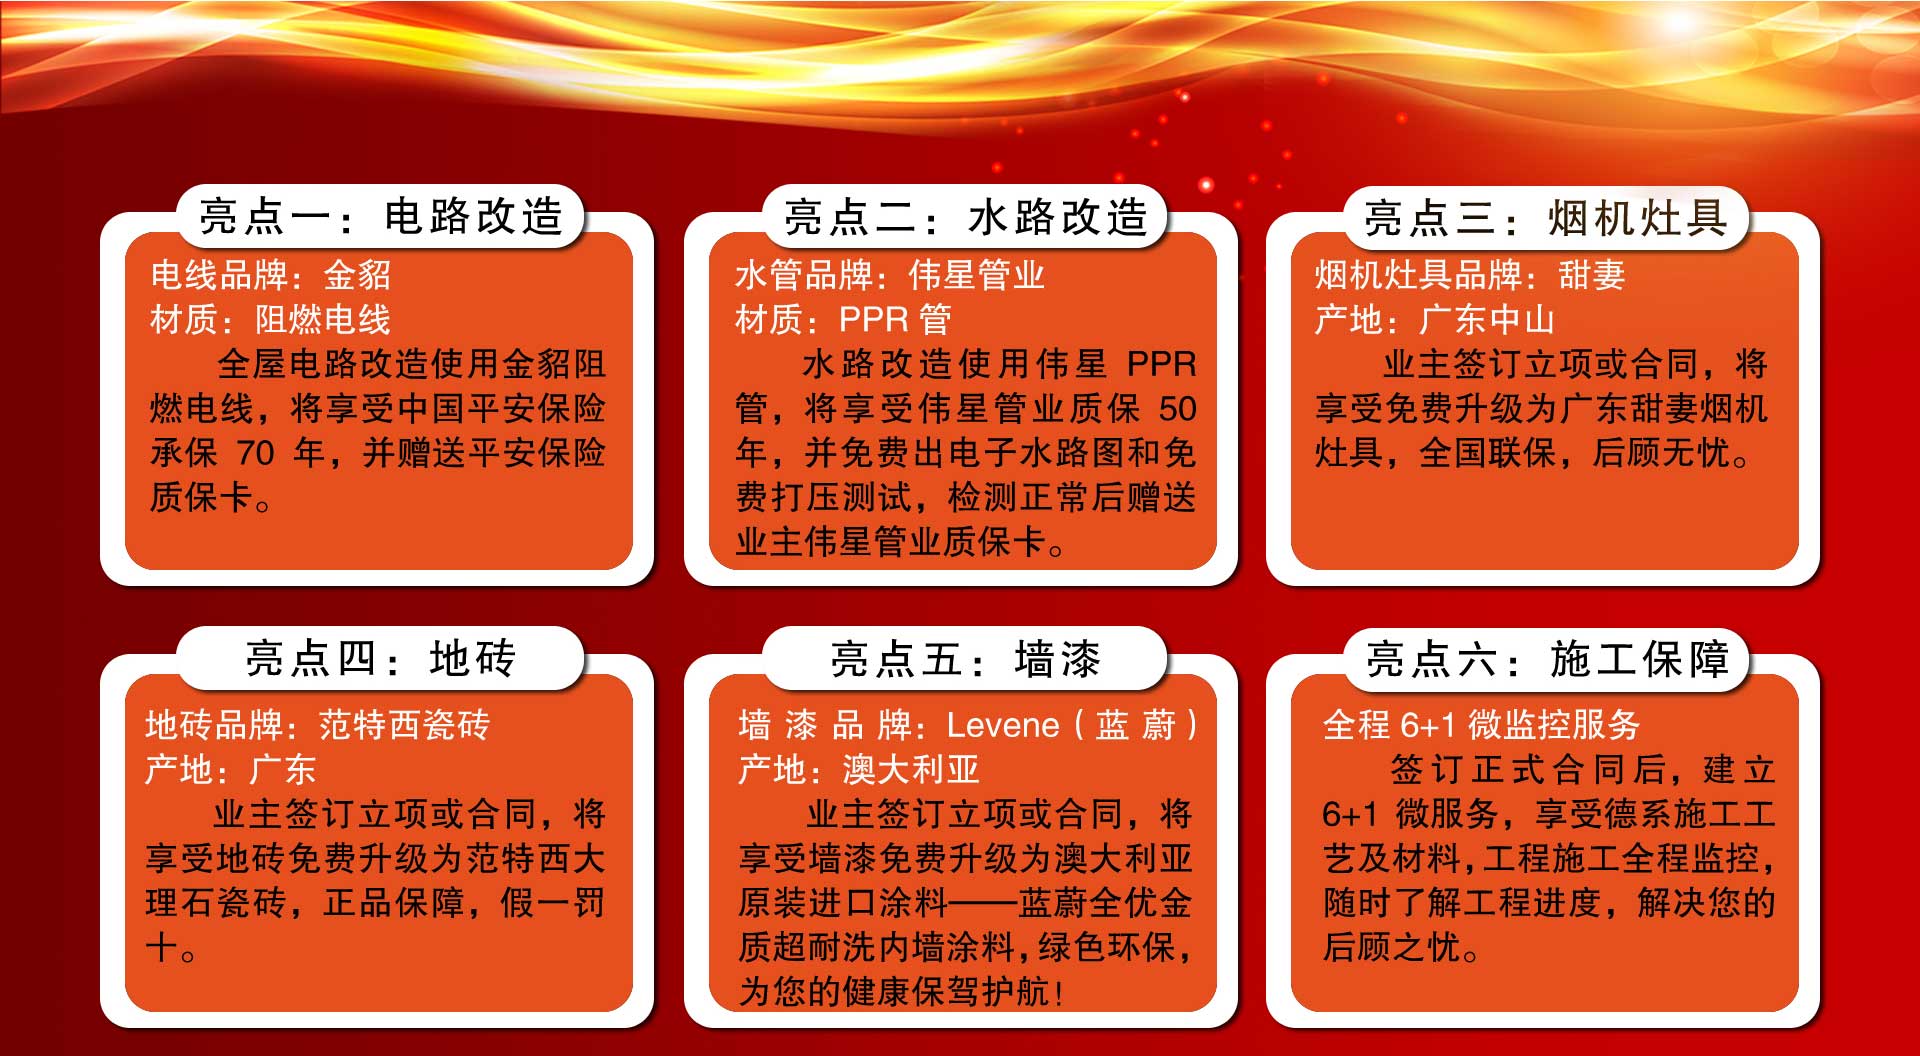 亮点一：电路改造
电线品牌：金貂
材质：阻燃电线
全屋电路改造使用金貂阻
燃电线，将享受中国平安保险
承保 70 年，并赠送平安保险
质保卡。
亮点二：水路改造
水管品牌：伟星管业
材质：PPR 管
水路改造使用伟星 PPR
管，将享受伟星管业质保 50
年，并免费出电子水路图和免
费打压测试，检测正常后赠送
业主伟星管业质保卡。
亮点三：烟机灶具
烟机灶具品牌：甜妻
产地：广东中山
业主签订立项或合同，将
享受免费升级为广东甜妻烟机
灶具，全国联保，后顾无忧。
亮点四：地砖
地砖品牌：范特西瓷砖
产地：广东
业主签订立项或合同，将
享受地砖免费升级为范特西大
理石瓷砖，正品保障，假一罚
十。
亮点五：墙漆
墙漆品牌：Levene（蓝蔚）
产地：澳大利亚
业主签订立项或合同，将
享受墙漆免费升级为澳大利亚
原装进口涂料——蓝蔚全优金
质超耐洗内墙涂料，绿色环保，
为您的健康保驾护航！
亮点六：施工保障
全程 6+1 微监控服务
签订正式合同后，建立
6+1 微服务，享受德系施工工
艺及材料，工程施工全程监控，
随时了解工程进度，解决您的
后顾之忧。